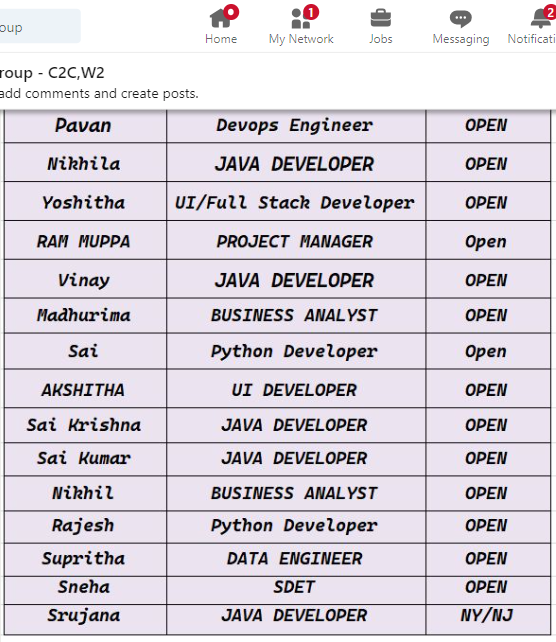 oup
1
2
Home
My Network
Jobs
Messaging
Notificati
roup - C2C,W2
add comments and create posts.
Pavan Devops Engineer OPEN
Nikhila JAVA DEVELOPER OPEN
Yoshitha UI/Full Stack Developer OPEN
RAM MUPPA PROJECT MANAGER Open
Vinay JAVA DEVELOPER OPEN
Madhurima BUSINESS ANALYST OPEN
Sai Python Developer Open
AKSHITHA UI DEVELOPER OPEN
Sai Krishna JAVA DEVELOPER OPEN
Sai Kumar JAVA DEVELOPER OPEN
Nikhil BUSINESS ANALYST OPEN
Rajesh Python Developer OPEN
Supritha DATA ENGINEER OPEN
Sneha SDET OPEN
Srujana JAVA DEVELOPER NY/NJ